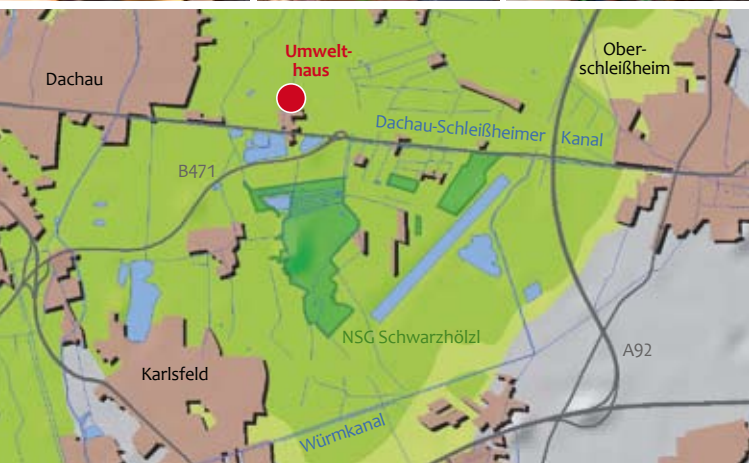 Umwelt-
haus
Ober-
schleißheim
Dachau
Dachau-Schleißheimer Kanal
B471
NSG Schwarzhölzl
A92
Karlsfeld
Würmkanal